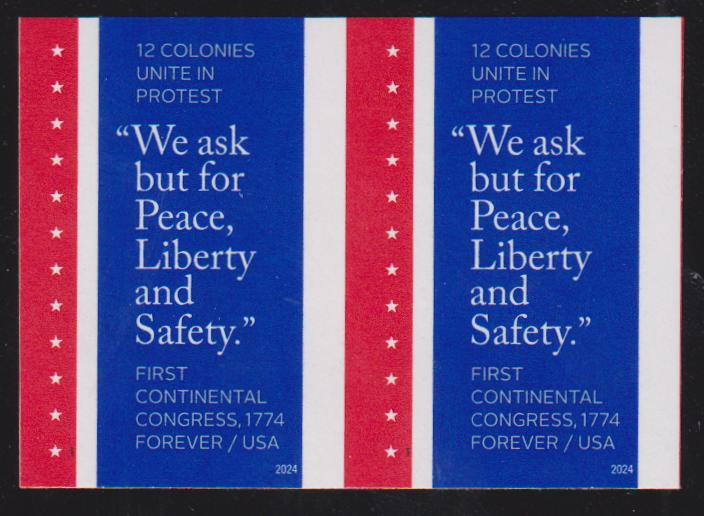 12 COLONIES
UNITE IN
PROTEST
“We ask
but for
Peace,
Liberty
and
Safety.”
FIRST
CONTINENTAL
CONGRESS, 1774
FOREVER / USA
2024
12 COLONIES
UNITE IN
PROTEST
“We ask
but for
Peace,
Liberty
and
Safety.”
FIRST
CONTINENTAL
CONGRESS, 1774
FOREVER / USA
2024